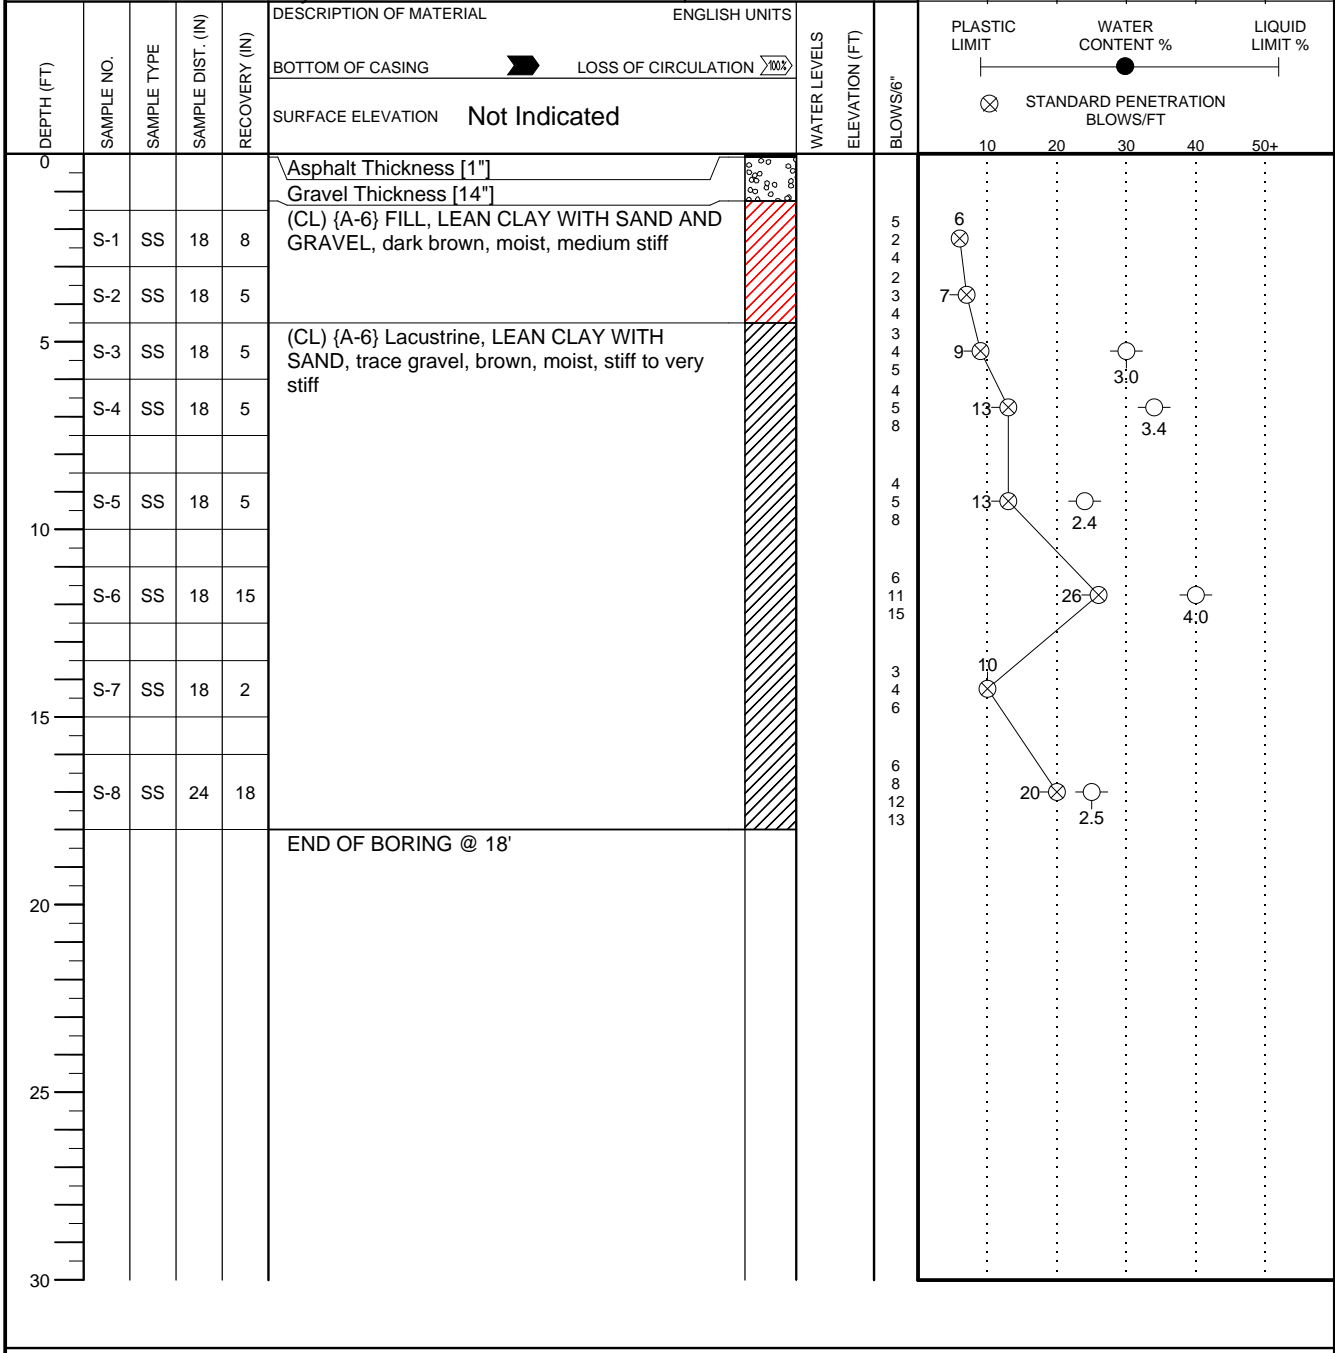 DEPTH (FT)
SAMPLE NO.
SAMPLE TYPE
SAMPLE DIST. (IN)
RECOVERY (IN)
DESCRIPTION OF MATERIAL ENGLISH UNITS
BOTTOM OF CASING LOSS OF CIRCULATION 100%
SURFACE ELEVATION Not Indicated
WATER LEVELS
ELEVATION (FT)
BLOWS/6"
PLASTIC LIMIT
WATER CONTENT %
LIQUID LIMIT %
STANDARD PENETRATION
BLOWS/FT
10 20 30 40 50+
0
Asphalt Thickness [1"]
Gravel Thickness [14"]
(CL) {A-6} FILL, LEAN CLAY WITH SAND AND
GRAVEL, dark brown, moist, medium stiff
S-1 SS 18 8
5
2
4
6
S-2 SS 18 5
2
3
4
7
(CL) {A-6} Lacustrine, LEAN CLAY WITH
SAND, trace gravel, brown, moist, stiff to very
stiff
5
S-3 SS 18 5
3
4
5
9
3.0
S-4 SS 18 5
4
5
8
13
3.4
S-5 SS 18 5
4
5
8
13
2.4
10
S-6 SS 18 15
6
11
15
26
4.0
S-7 SS 18 2
3
4
6
10
15
S-8 SS 24 18
6
8
12
13
20
2.5
END OF BORING @ 18'
20
25
30